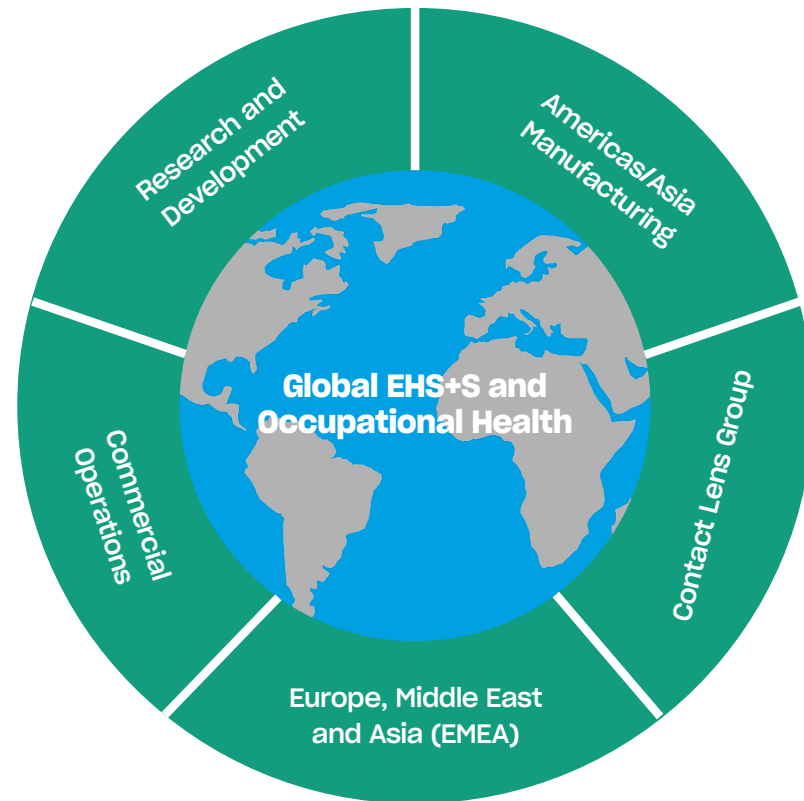 Research and
Development
Americas/Asia
Manufacturing
Global EHS+S and
Occupational Health
Commercial
Operations
Contact Lens Group
Europe, Middle East
and Asia (EMEA)